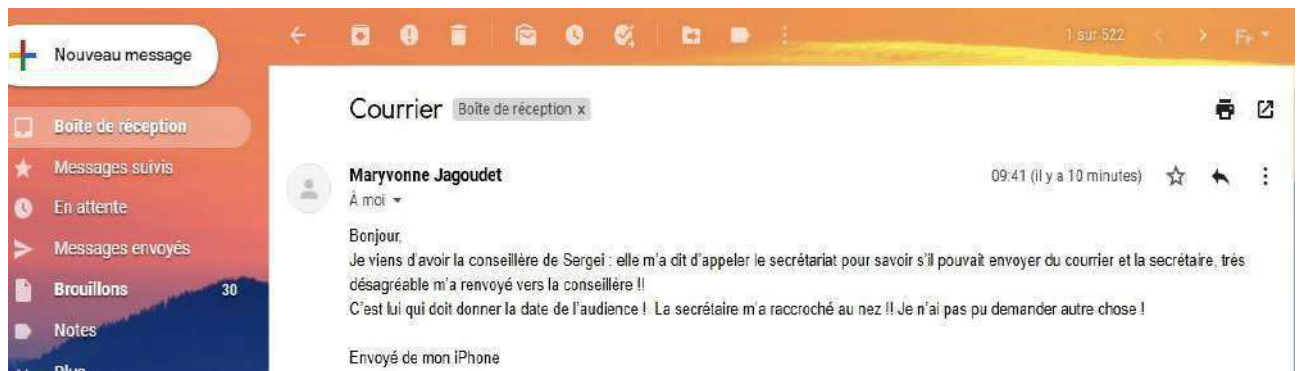 Nouveau message
1 sur 522
Fr
Boîte de réception
Messages suivis
En attente
Messages envoyés
Brouillons 30
Notes
Plus
Courrier Boîte de réception x
Maryvonne Jagoudet 09:41 (il y a 10 minutes)
À moi
Bonjour,
Je viens d'avoir la conseillère de Sergei : elle m'a dit d'appeler le secrétariat pour savoir s'il pouvait envoyer du courrier et la secrétaire, très
désagréable m'a renvoyé vers la conseillère !!
C'est lui qui doit donner la date de l'audience ! La secrétaire m'a raccroché au nez !! Je n'ai pas pu demander autre chose !
Envoyé de mon iPhone